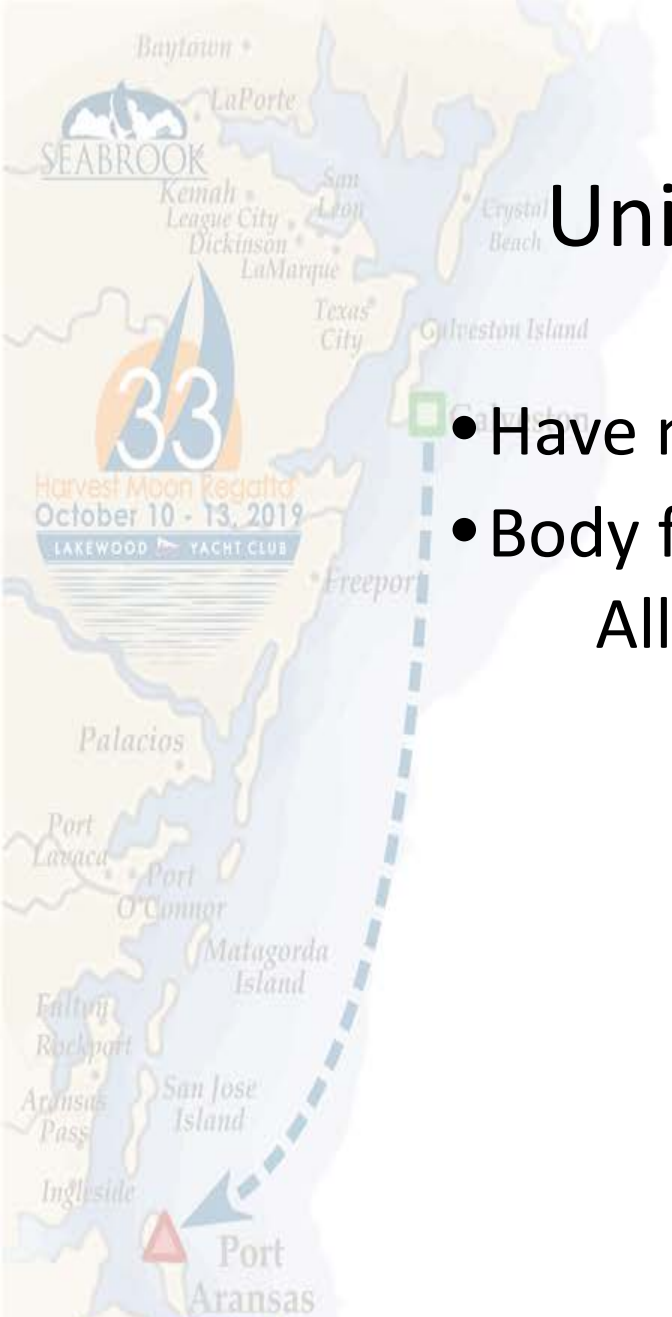 Baytown
LaPorte
SEABROOK
Kemah
San
Leon
League City
Crystal
Beach
Uni
Dickinson
LaMarque
Texas
City
Galveston Island
33
Galveston
•Have
Harvest Moon Regatta
October 10 - 13, 2019
•Body f
LAKEWOOD YACHT CLUB
Freepor
All
Palacios
Port
Lavaca
Port
O'Connor
Matagorda
Island
Fulton
Rockport
San Jose
Island
Aransas
Pass
Ingleside
Port
Aransas